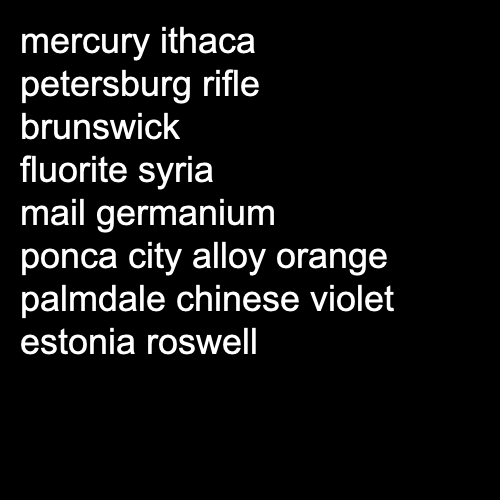 mercury ithaca
petersburg rifle
brunswick
fluorite syria
mail germanium
ponca city alloy orange
palmdale chinese violet
estonia roswell